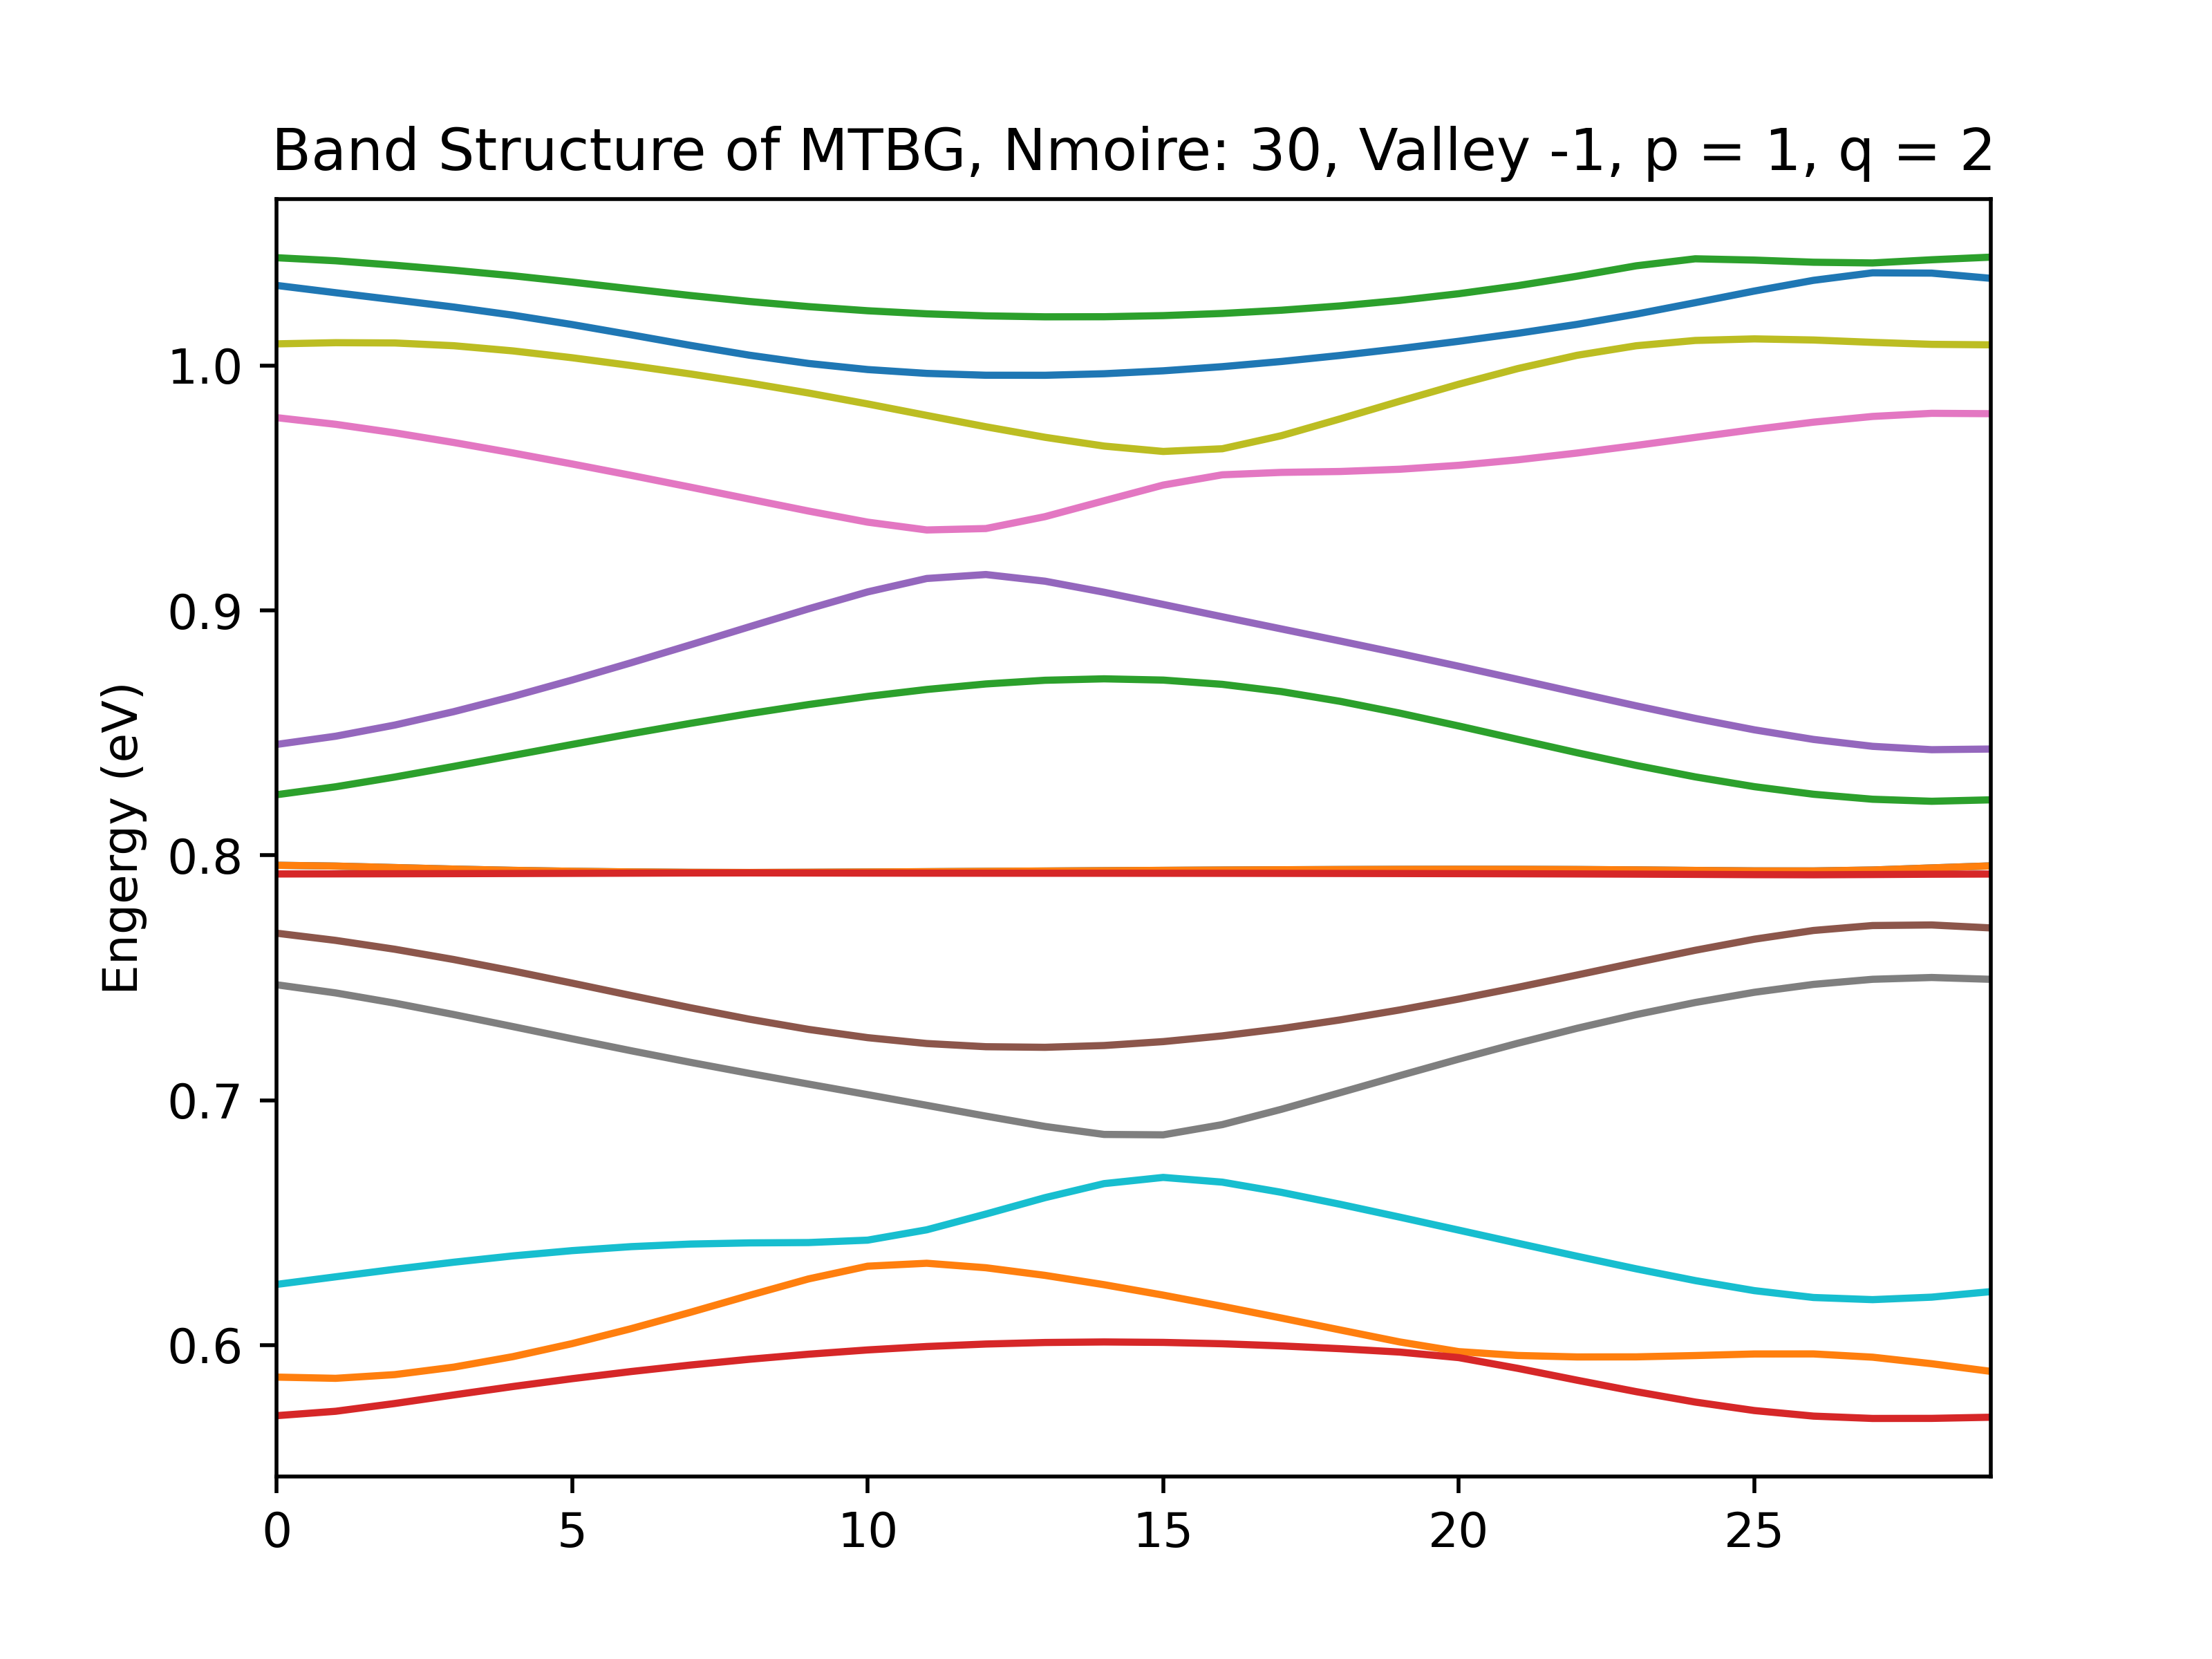 Band Structure of MTBG, Nmoire: 30, Valley -1, p = 1, q = 2
Engergy (eV)
1.0
0.9
0.8
0.7
0.6
0 5 10 15 20 25